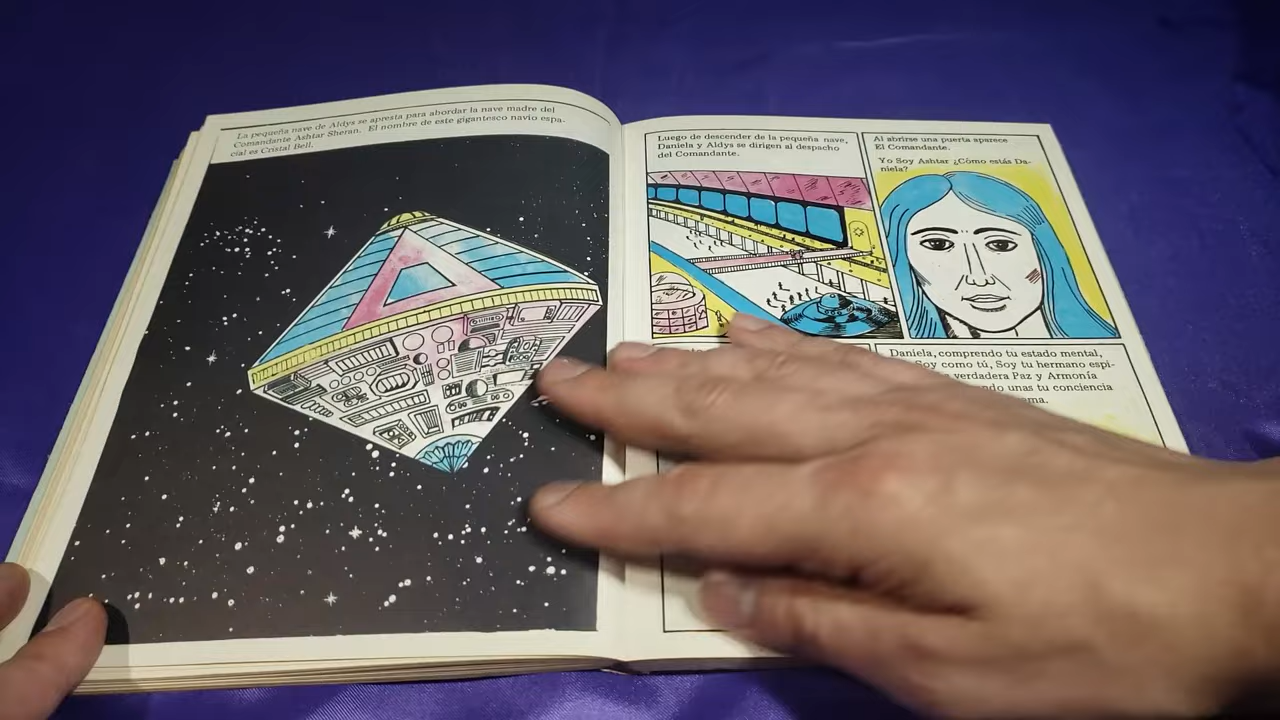 La pequeña nave de Aldys se apresta para abordar la nave madre del
Comandante Ashtar Sheran. El nombre de este gigantesco navío espa-
cial es Cristal Bell.
Luego de descender de la pequeña nave,
Daniela y Aldys se dirigen al despacho
del Comandante.
Al abrirse una puerta aparece
El Comandante.
Yo Soy Ashtar ¿Cómo estás Da-
niela?
Daniela, comprendo tú estado mental,
Soy como tú, Soy tu hermano espi-
verdadera Paz y Armonía
unas tu conciencia